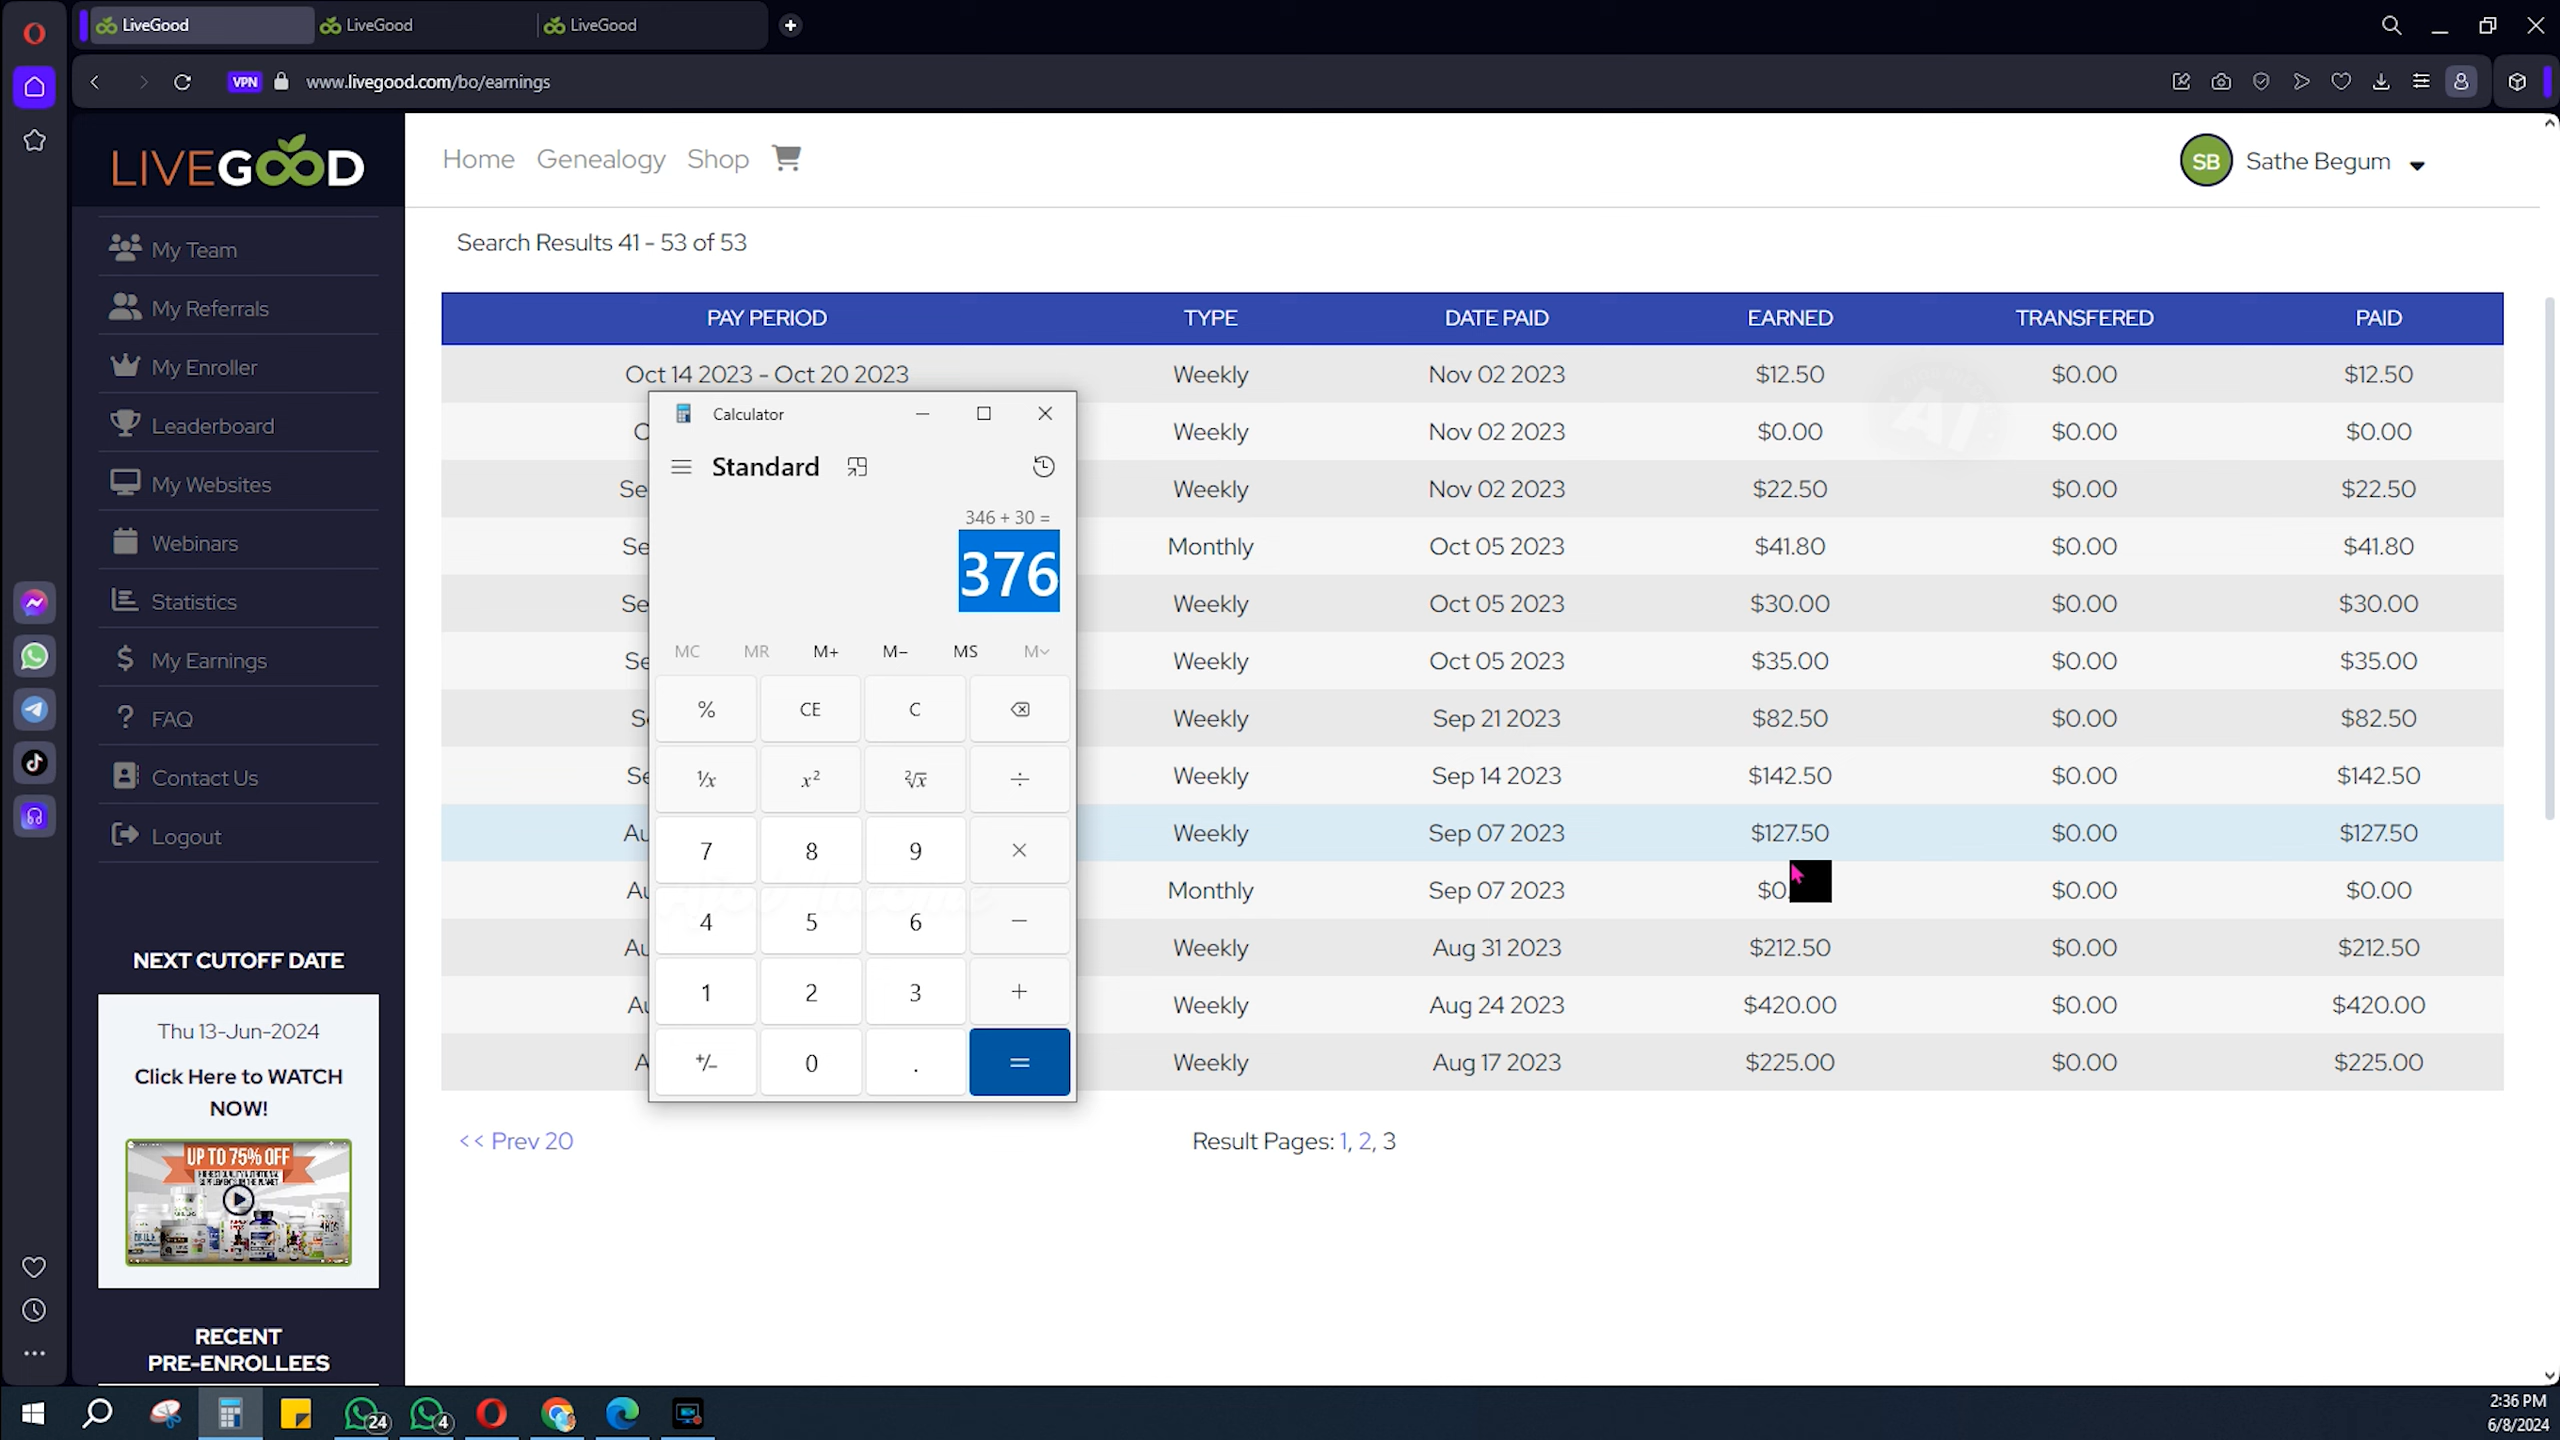 LiveGood
LiveGood
LiveGood
VPN
www.livegood.com/bo/earnings
LIVEGOOD
Home Genealogy Shop
SB Sathe Begum
My Team
My Referrals
My Enroller
Leaderboard
My Websites
Webinars
Statistics
My Earnings
FAQ
Contact Us
Logout
NEXT CUTOFF DATE
Thu 13-Jun-2024
Click Here to WATCH
NOW!
UP TO 75% OFF
RECENT
PRE-ENROLLEES
Search Results 41 - 53 of 53
PAY PERIOD TYPE DATE PAID EARNED TRANSFERED PAID
Oct 14 2023 - Oct 20 2023 Weekly Nov 02 2023 $12.50 $0.00 $12.50
Weekly Nov 02 2023 $0.00 $0.00 $0.00
Se Weekly Nov 02 2023 $22.50 $0.00 $22.50
Se Monthly Oct 05 2023 $41.80 $0.00 $41.80
Se Weekly Oct 05 2023 $30.00 $0.00 $30.00
Se Weekly Oct 05 2023 $35.00 $0.00 $35.00
Weekly Sep 21 2023 $82.50 $0.00 $82.50
Se Weekly Sep 14 2023 $142.50 $0.00 $142.50
Au Weekly Sep 07 2023 $127.50 $0.00 $127.50
Au Monthly Sep 07 2023 $0. $0.00 $0.00
Au Weekly Aug 31 2023 $212.50 $0.00 $212.50
Au Weekly Aug 24 2023 $420.00 $0.00 $420.00
A Weekly Aug 17 2023 $225.00 $0.00 $225.00
AI
<< Prev 20
Result Pages: 1, 2, 3
Calculator
Standard
346 + 30 =
376
MC MR M+ M− MS M
% CE C
¹/x x² ²√x ÷
7 8 9 ×
4 5 6 −
1 2 3 +
+/− 0 . =
24
4
2:36 PM
6/8/2024